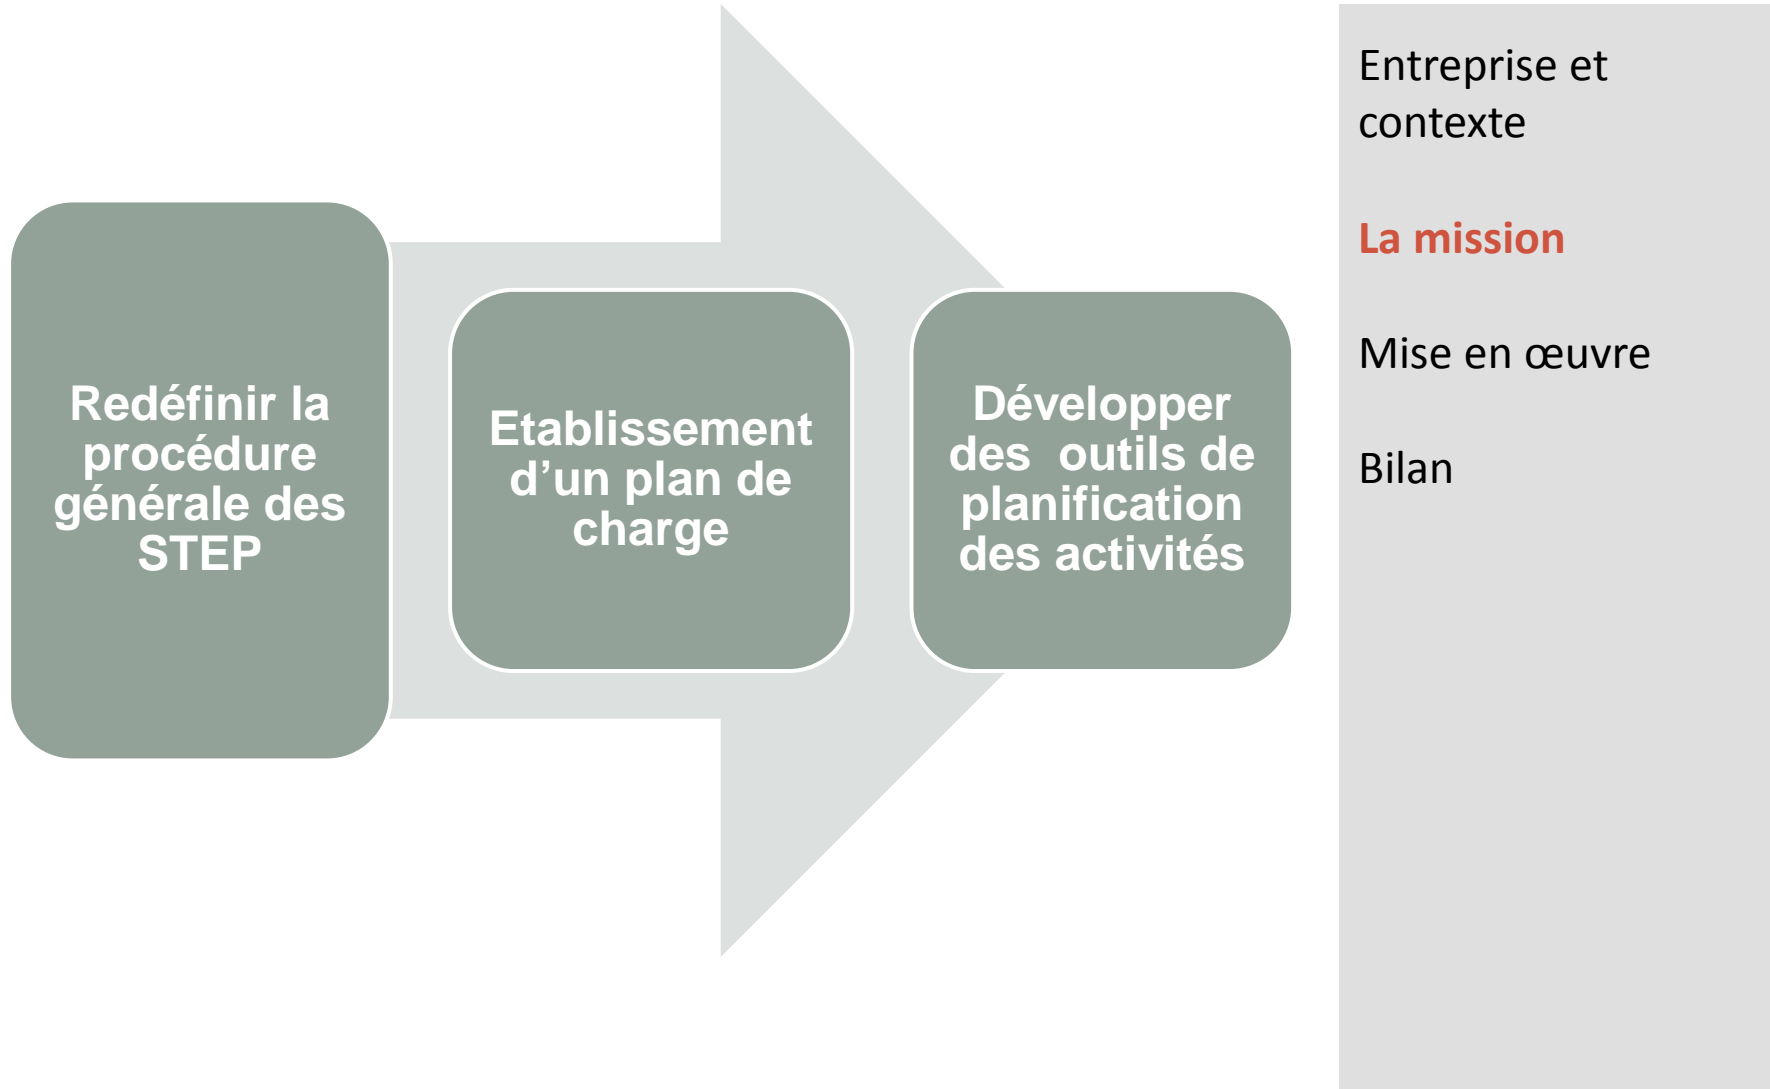 Redéfinir la
procédure
générale des
STEP
Etablissement
d’un plan de
charge
Développer
des  outils de
planification
des activités
Entreprise et
contexte
La mission
Mise en œuvre
Bilan